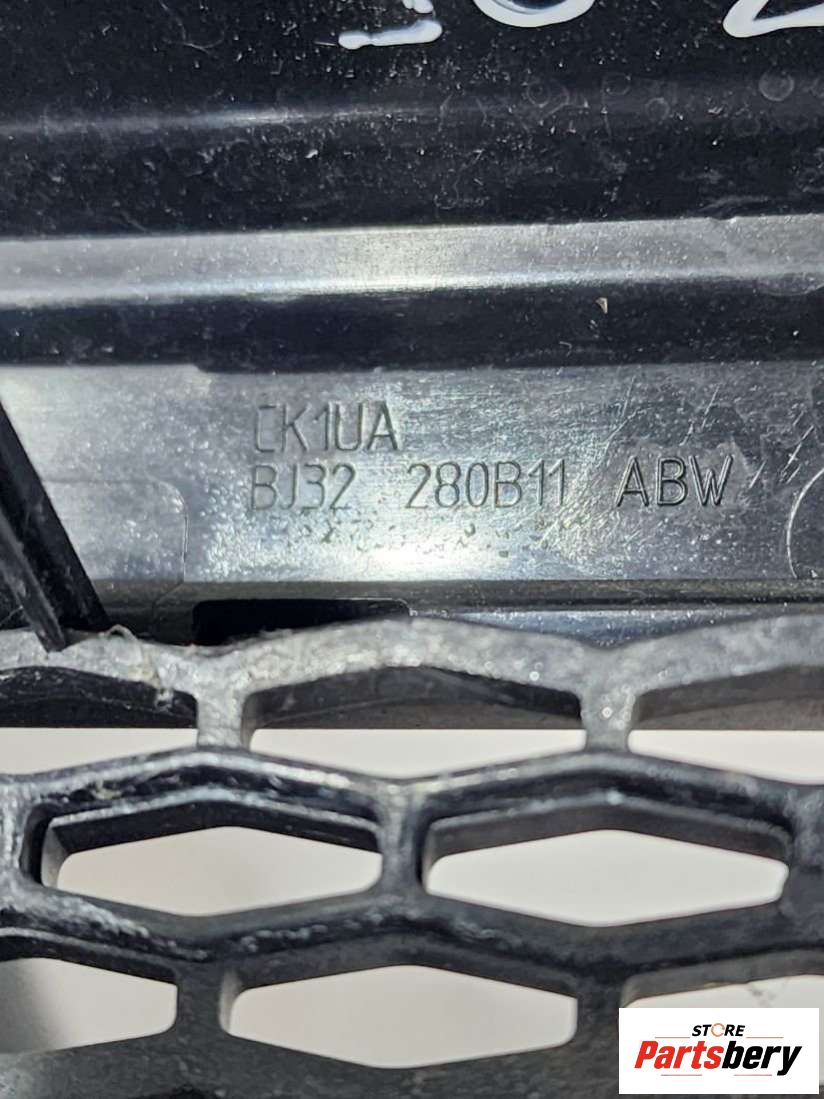 CK1UA
BJ32 280B11 ABW
STORE
Partsbery